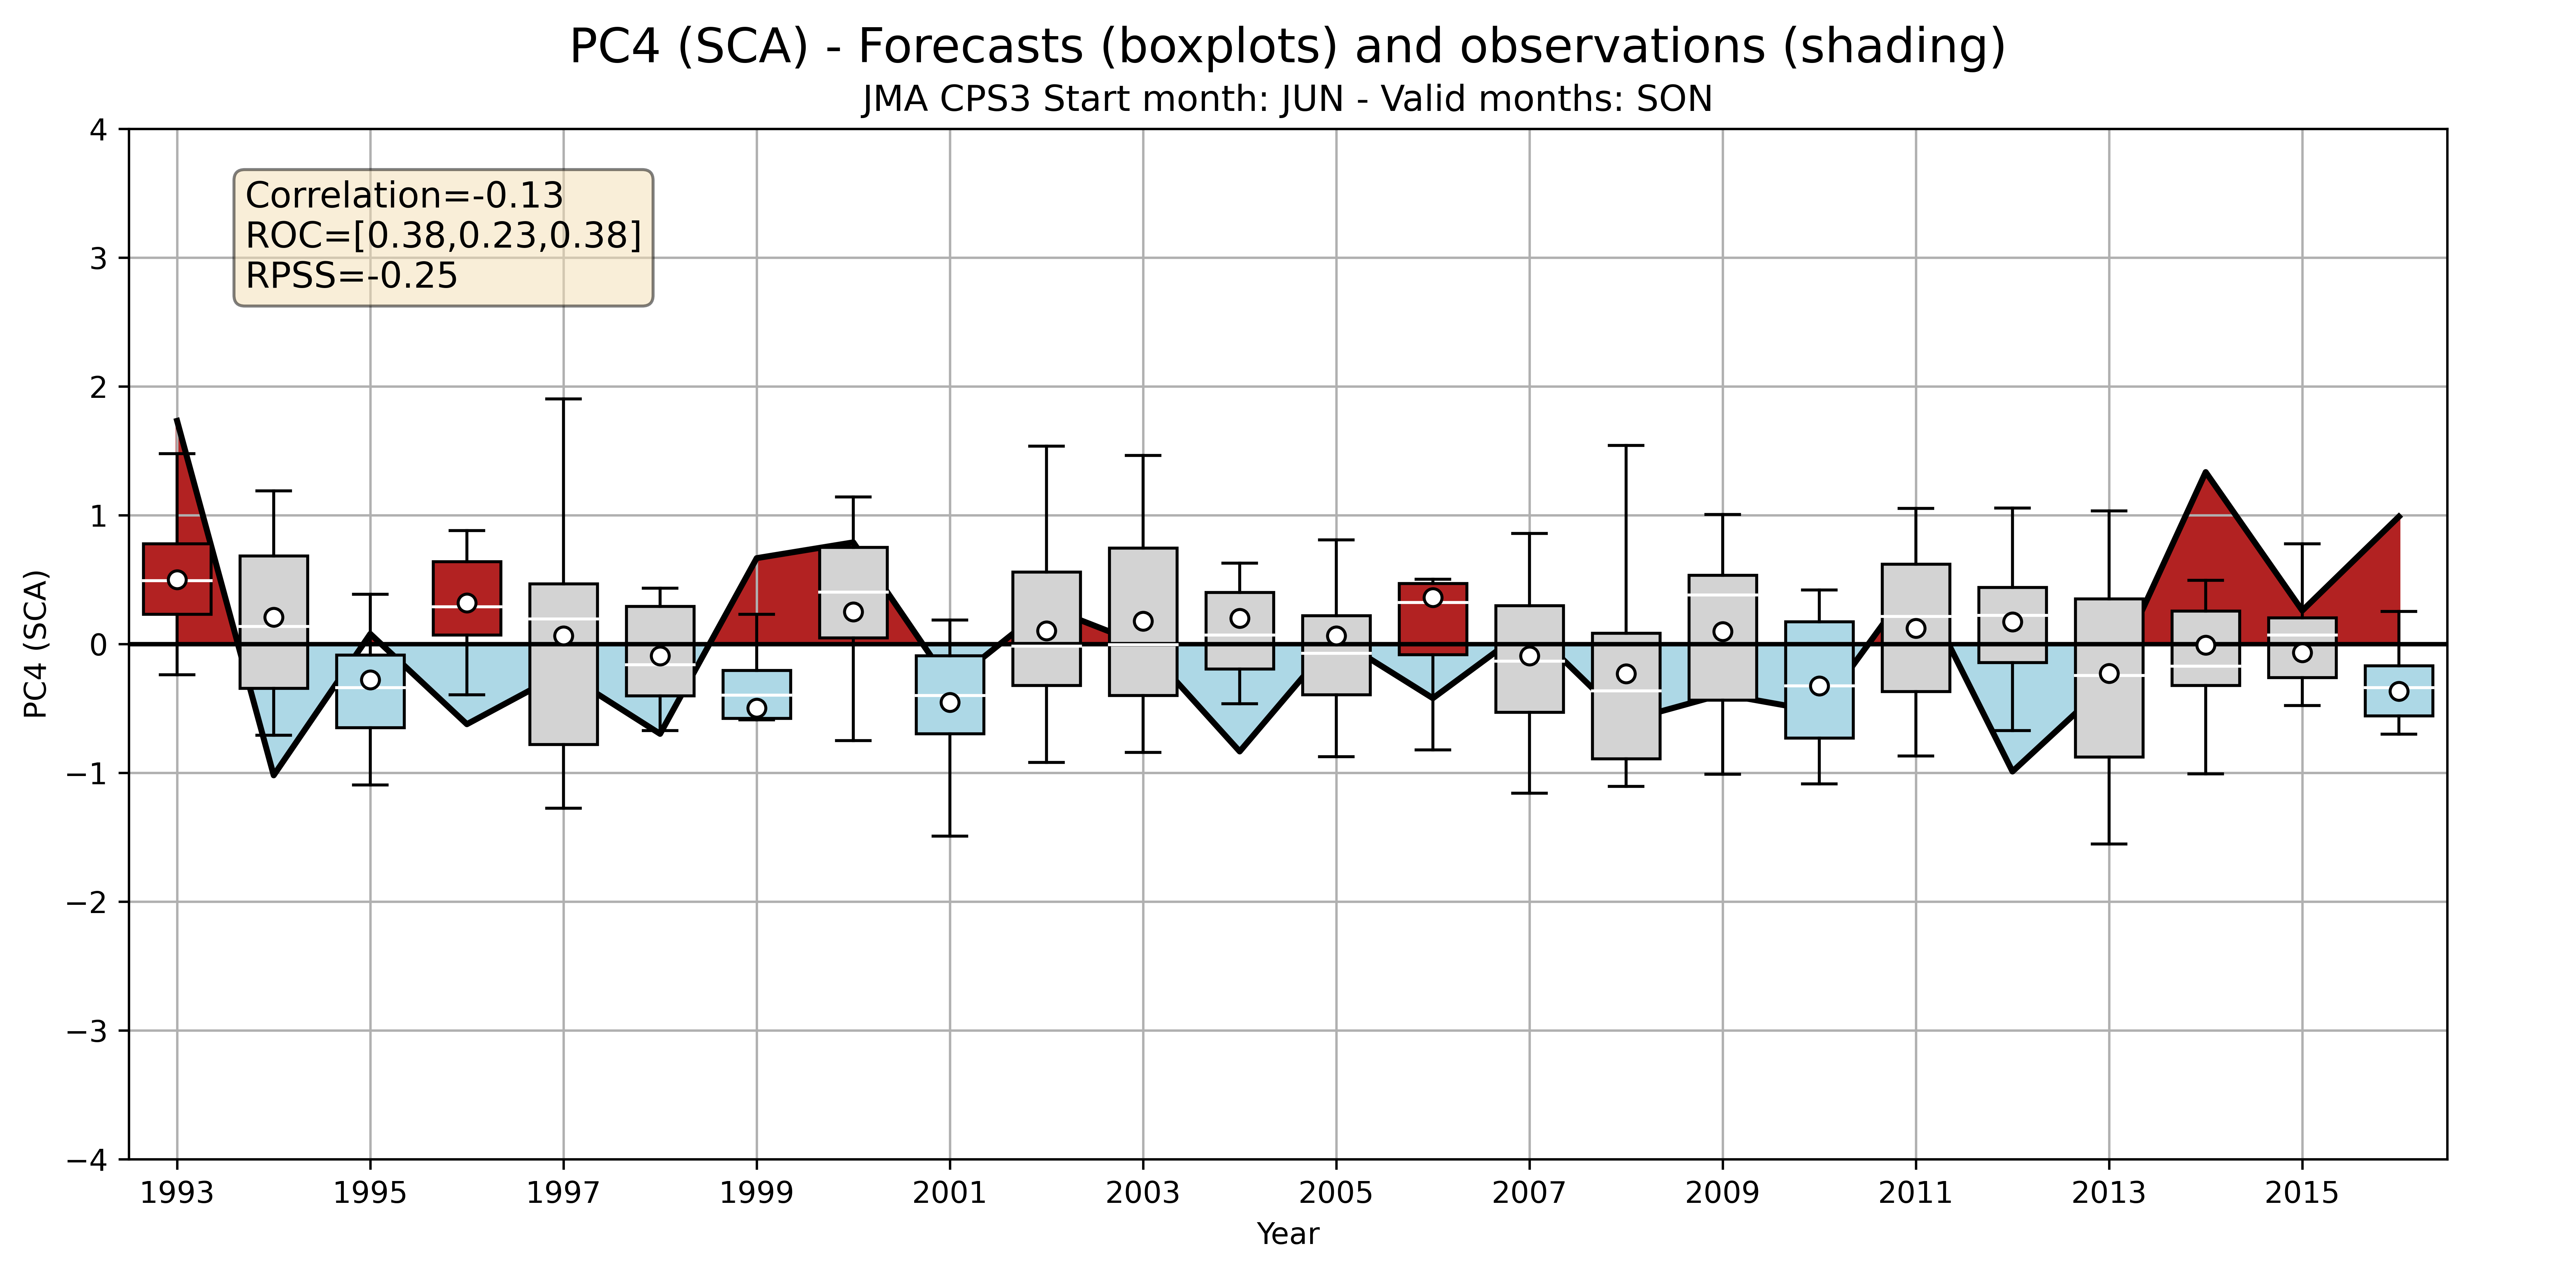 PC4 (SCA) - Forecasts (boxplots) and observations (shading)
JMA CPS3 Start month: JUN - Valid months: SON
Correlation=-0.13
ROC=[0.38,0.23,0.38]
RPSS=-0.25
PC4 (SCA)
4
3
2
1
0
−1
−2
−3
−4
1993 1995 1997 1999 2001 2003 2005 2007 2009 2011 2013 2015
Year